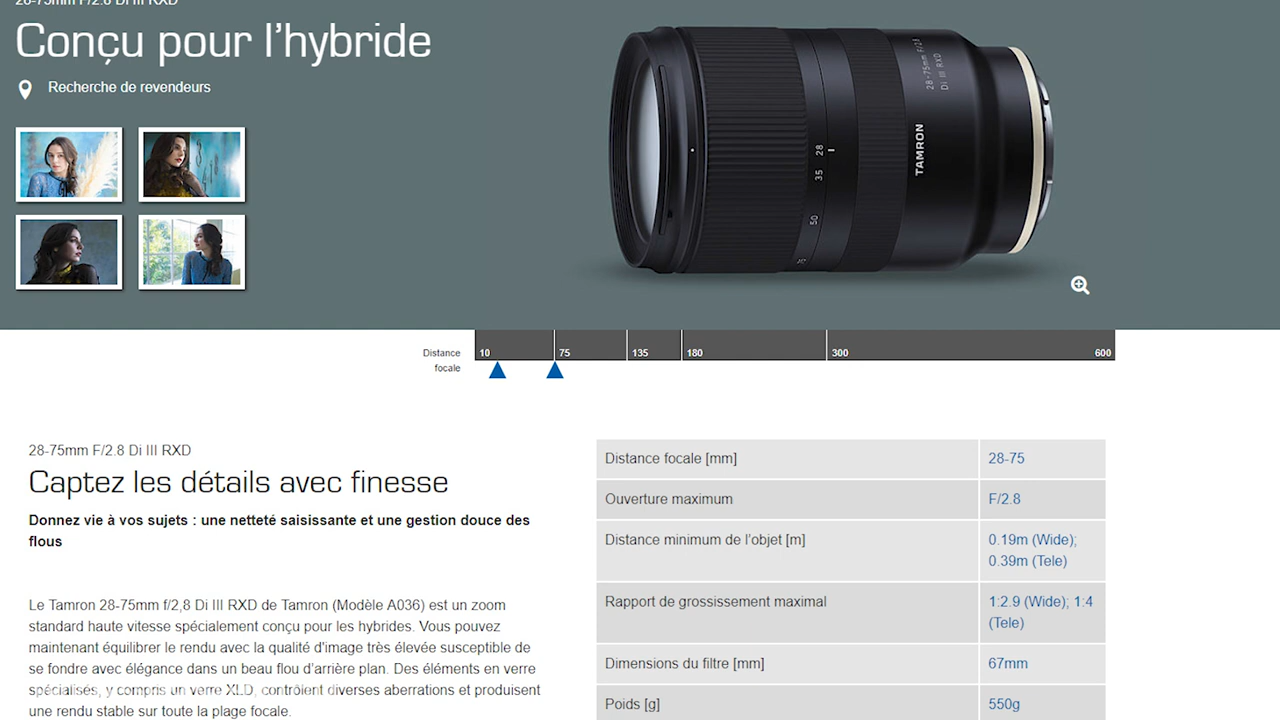 28-75mm F/2.8 Di III RXD
Conçu pour l'hybride
Recherche de revendeurs
28-75mm F/2.8
Di III RXD
TAMRON
28
35
50
75
Distance focale
10 75 135 180 300 600
28-75mm F/2.8 Di III RXD
Captez les détails avec finesse
Donnez vie à vos sujets : une netteté saisissante et une gestion douce des
flous
Le Tamron 28-75mm f/2,8 Di III RXD de Tamron (Modèle A036) est un zoom
standard haute vitesse spécialement conçu pour les hybrides. Vous pouvez
maintenant équilibrer le rendu avec la qualité d'image très élevée susceptible de
se fondre avec élégance dans un beau flou d'arrière plan. Des éléments en verre
spécialisés, y compris un verre XLD, contrôlent diverses aberrations et produisent
une rendu stable sur toute la plage focale.
Distance focale [mm] 28-75
Ouverture maximum F/2.8
Distance minimum de l'objet [m] 0.19m (Wide);
0.39m (Tele)
Rapport de grossissement maximal 1:2.9 (Wide); 1:4
(Tele)
Dimensions du filtre [mm] 67mm
Poids [g] 550g